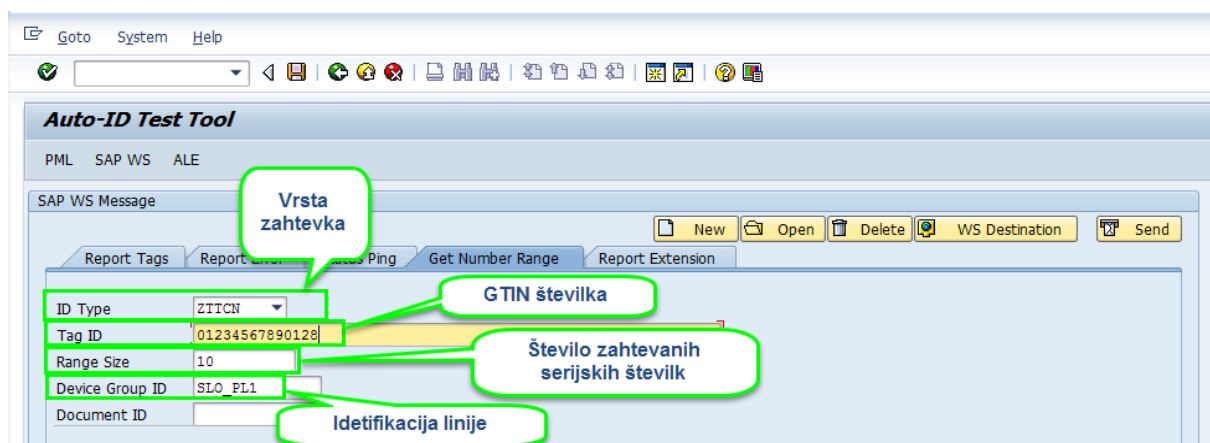 Goto System Help
Auto-ID Test Tool
PML SAP WS ALE
SAP WS Message
Vrsta
zahtevka
New Open Delete WS Destination Send
Report Tags Report Ping Get Number Range Report Extension
ID Type ZTTCN
GTIN številka
Tag ID 01234567890128
Range Size 10
Število zahtevanih
serijskih številk
Device Group ID SLO_PL1
Document ID
Idetifikacija linije